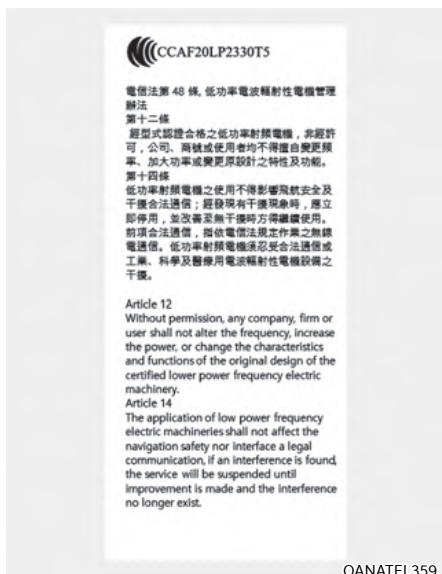 CCAF20LP2330T5
電信法第 48 條, 低功率電波輻射性電機管理
辦法
第十二條
經型式認證合格之低功率射頻電機，非經許
可，公司、商號或使用者均不得擅自變更頻
率、加大功率或變更原設計之特性及功能。
第十四條
低功率射頻電機之使用不得影響飛航安全及
干擾合法通信；經發現有干擾現象時，應立
即停用，並改善至無干擾時方得繼續使用。
前項合法通信，指依電信法規定作業之無線
電通信。低功率射頻電機須忍受合法通信或
工業、科學及醫療用電波輻射性電機設備之
干擾。
Article 12
Without permission, any company, firm or
user shall not alter the frequency, increase
the power, or change the characteristics
and functions of the original design of the
certified lower power frequency electric
machinery.
Article 14
The application of low power frequency
electric machineries shall not affect the
navigation safety nor interface a legal
communication, if an interference is found,
the service will be suspended until
improvement is made and the interference
no longer exist.
OANATEL359